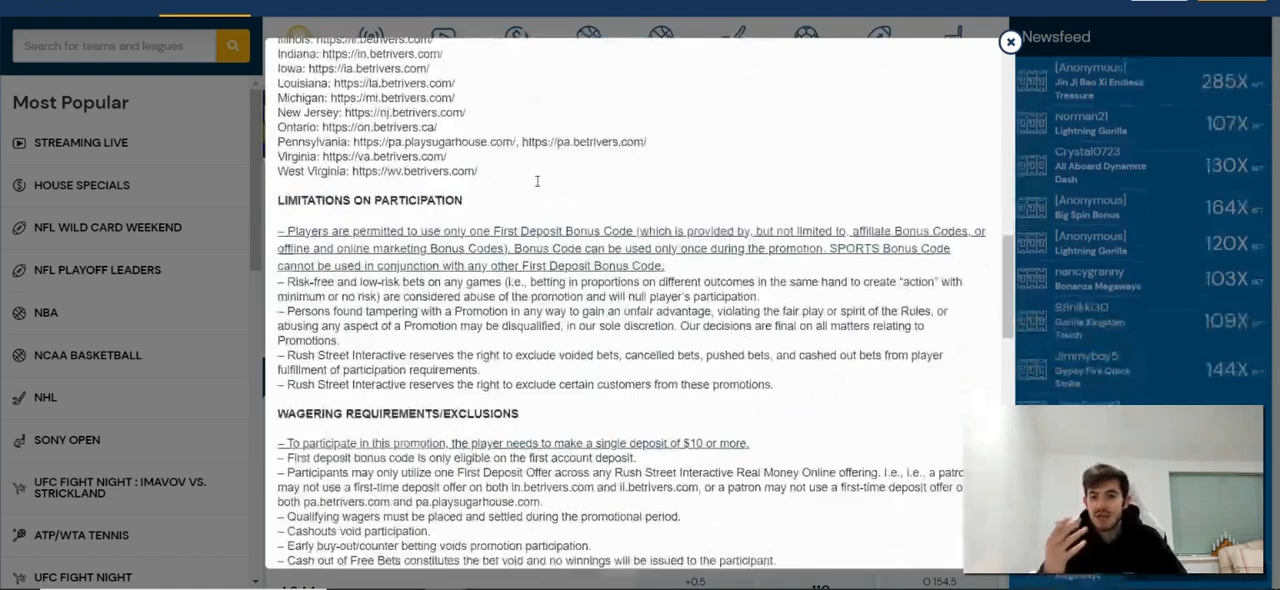 Search for teams and leagues
Most Popular
STREAMING LIVE
HOUSE SPECIALS
NFL WILD CARD WEEKEND
NFL PLAYOFF LEADERS
NBA
NCAA BASKETBALL
NHL
SONY OPEN
UFC FIGHT NIGHT : IMAVOV VS.
STRICKLAND
ATP/WTA TENNIS
UFC FIGHT NIGHT
Illinois: https://il.betrivers.com/
Indiana: https://in.betrivers.com/
Iowa: https://ia.betrivers.com/
Louisiana: https://la.betrivers.com/
Michigan: https://mi.betrivers.com/
New Jersey: https://nj.betrivers.com/
Ontario: https://on.betrivers.ca/
Pennsylvania: https://pa.playsugarhouse.com/, https://pa.betrivers.com/
Virginia: https://va.betrivers.com/
West Virginia: https://wv.betrivers.com/
LIMITATIONS ON PARTICIPATION
– Players are permitted to use only one First Deposit Bonus Code (which is provided by, but not limited to, affiliate Bonus Codes, or
offline and online marketing Bonus Codes). Bonus Code can be used only once during the promotion. SPORTS Bonus Code
cannot be used in conjunction with any other First Deposit Bonus Code.
– Risk-free and low-risk bets on any games (i.e., betting in proportions on different outcomes in the same hand to create “action” with
minimum or no risk) are considered abuse of the promotion and will null player’s participation.
– Persons found tampering with a Promotion in any way to gain an unfair advantage, violating the fair play or spirit of the Rules, or
abusing any aspect of a Promotion may be disqualified, in our sole discretion. Our decisions are final on all matters relating to
Promotions.
– Rush Street Interactive reserves the right to exclude voided bets, cancelled bets, pushed bets, and cashed out bets from player
fulfillment of participation requirements.
– Rush Street Interactive reserves the right to exclude certain customers from these promotions.
WAGERING REQUIREMENTS/EXCLUSIONS
– To participate in this promotion, the player needs to make a single deposit of $10 or more.
– First deposit bonus code is only eligible on the first account deposit.
– Participants may only utilize one First Deposit Offer across any Rush Street Interactive Real Money Online offering. I.e., i.e., a patro
may not use a first-time deposit offer on both in.betrivers.com and il.betrivers.com, or a patron may not use a first-time deposit offer o
both pa.betrivers.com and pa.playsugarhouse.com.
– Qualifying wagers must be placed and settled during the promotional period.
– Cashouts void participation.
– Early buy-out/counter betting voids promotion participation.
– Cash out of Free Bets constitutes the bet void and no winnings will be issued to the participant.
+0.5
110
O 154.5
Newsfeed
[Anonymous]
Jin Ji Bao Xi Endless
Treasure
285X
Norman21
Lightning Gorilla
107X
Crystal0723
All Aboard Dynamite
Dash
130X
[Anonymous]
Big Spin Bonus
164X
[Anonymous]
Lightning Gorilla
120X
nancygranny
Bonanza Megaways
103X
Gorilla Kingdom
109X
Jimmyboy5
Gypsy Fire Quick
Strike
144X